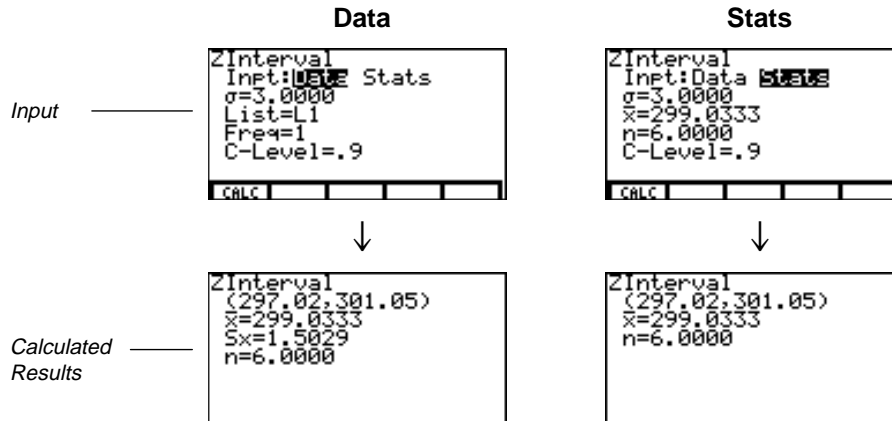 Data
Stats
Input
ZInterval
Inpt:Data Stats
σ=3.0000
List=L1
Freq=1
C-Level=.9
CALC
ZInterval
Inpt:Data Stats
σ=3.0000
x̄=299.0333
n=6.0000
C-Level=.9
CALC
↓
↓
Calculated
Results
ZInterval
(297.02,301.05)
x̄=299.0333
Sx=1.5029
n=6.0000
ZInterval
(297.02,301.05)
x̄=299.0333
n=6.0000